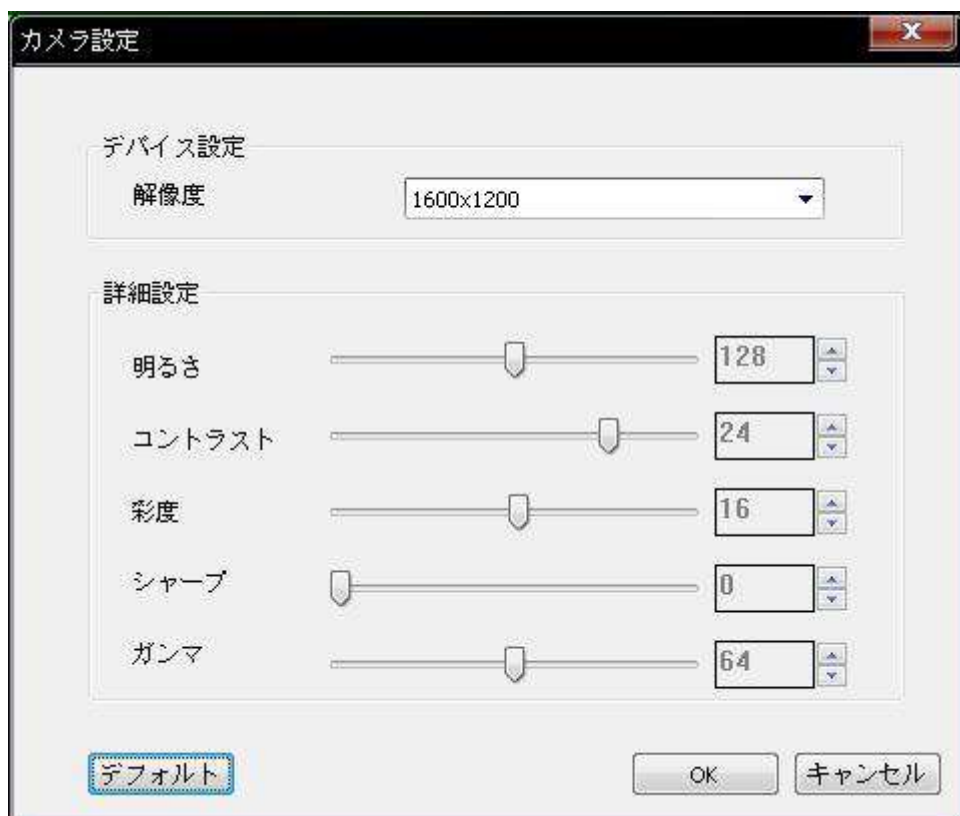 カメラ設定
デバイス設定
解像度 1600x1200
詳細設定
明るさ 128
コントラスト 24
彩度 16
シャープ 0
ガンマ 64
デフォルト OK キャンセル